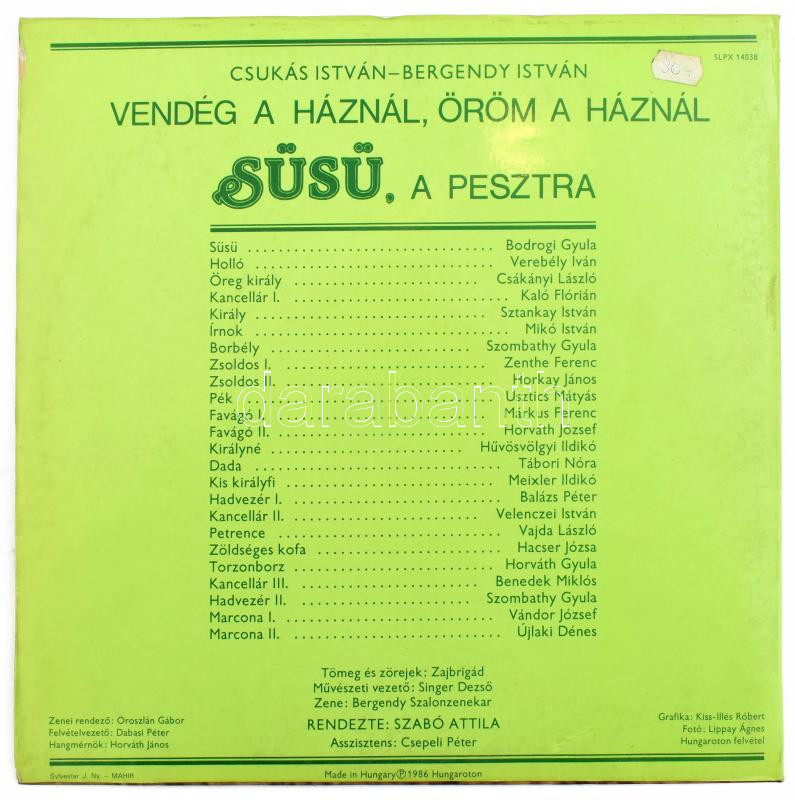 SLPX 14038
30,-
CSUKÁS ISTVÁN–BERGENDY ISTVÁN
VENDÉG A HÁZNÁL, ÖRÖM A HÁZNÁL
SÜSÜ, A PESZTRA
Süsü ........ Bodrogi Gyula
Holló ........ Verebély Iván
Öreg király ........ Csákányi László
Kancellár I. ........ Kaló Flórián
Király ........ Sztankay István
Írnok ........ Mikó István
Borbély ........ Szombathy Gyula
Zsoldos I. ........ Zenthe Ferenc
Zsoldos II. ........ Horkay János
Pék ........ Usztics Mátyás
darabanth
Favágó I. ........ Márkus Ferenc
Favágó II. ........ Horváth József
Királyné ........ Hűvösvölgyi Ildikó
Dada ........ Tábori Nóra
Kis királyfi ........ Meixler Ildikó
Hadvezér I. ........ Balázs Péter
Kancellár II. ........ Velenczei István
Petrence ........ Vajda László
Zöldséges kofa ........ Hacser Józsa
Torzonborz ........ Horváth Gyula
Kancellár III. ........ Benedek Miklós
Hadvezér II. ........ Szombathy Gyula
Marcona I. ........ Vándor József
Marcona II. ........ Újlaki Dénes
Tömeg és zörejek: Zajbrigád
Művészeti vezető: Singer Dezső
Zene: Bergendy Szalonzenekar
RENDEZTE: SZABÓ ATTILA
Asszisztens: Csepeli Péter
Zenei rendező: Oroszlán Gábor
Felvételvezető: Dabasi Péter
Hangmérnök: Horváth János
Grafika: Kiss-Illés Róbert
Fotó: Lippay Ágnes
Hungaroton felvétel
Sylvester J. Ny. – MAHIR
Made in Hungary Ⓟ 1986 Hungaroton